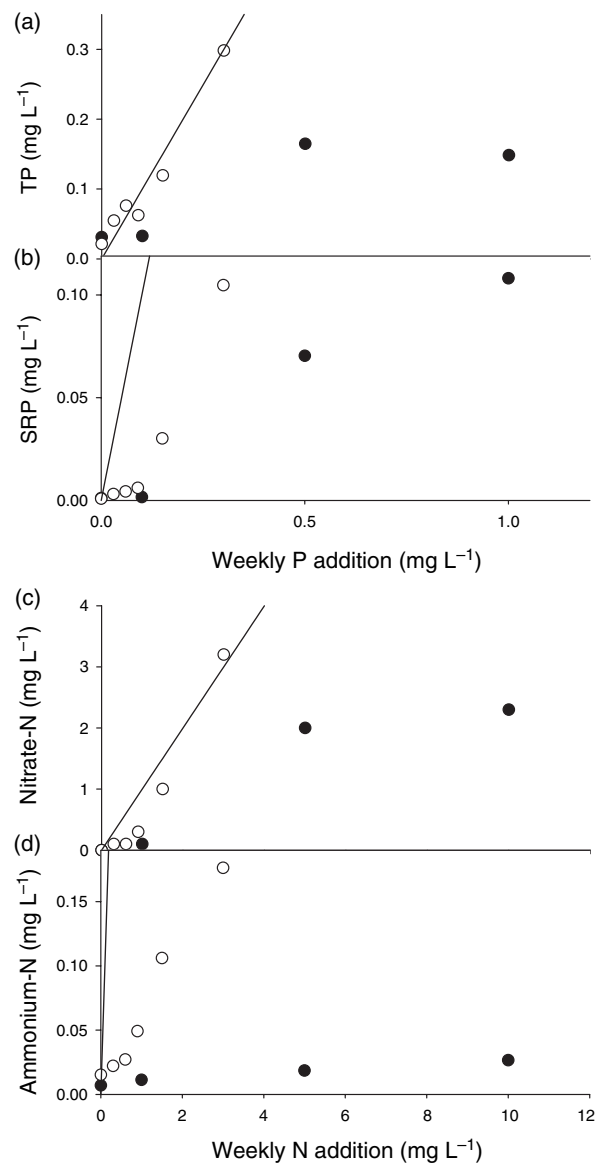 (a)
TP (mg L⁻¹)
0.3
0.2
0.1
0.0
(b)
SRP (mg L⁻¹)
0.10
0.05
0.00
0.0 0.5 1.0
Weekly P addition (mg L⁻¹)
(c)
Nitrate-N (mg L⁻¹)
4
3
2
1
0
(d)
Ammonium-N (mg L⁻¹)
0.15
0.10
0.05
0.00
0 2 4 6 8 10 12
Weekly N addition (mg L⁻¹)